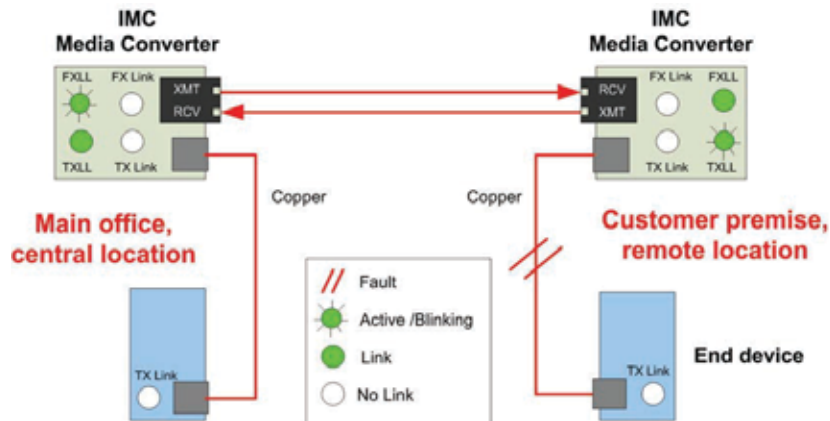 IMC
Media Converter
IMC
Media Converter
FXLL FX Link
XMT
RCV
TXLL TX Link
FX Link FXLL
RCV
XMT
TX Link TXLL
Copper
Copper
Main office,
central location
Customer premise,
remote location
Fault
Active /Blinking
Link
No Link
TX Link
End device
TX Link